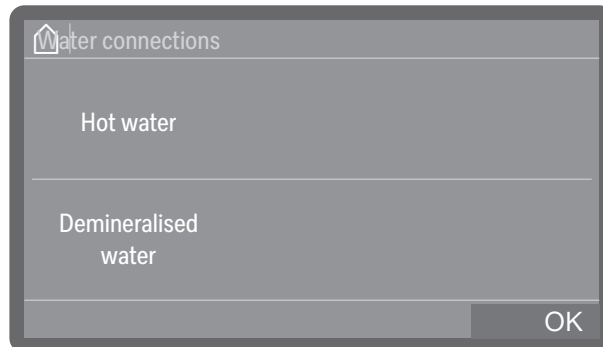 Water connections
Hot water
Demineralised
water
OK